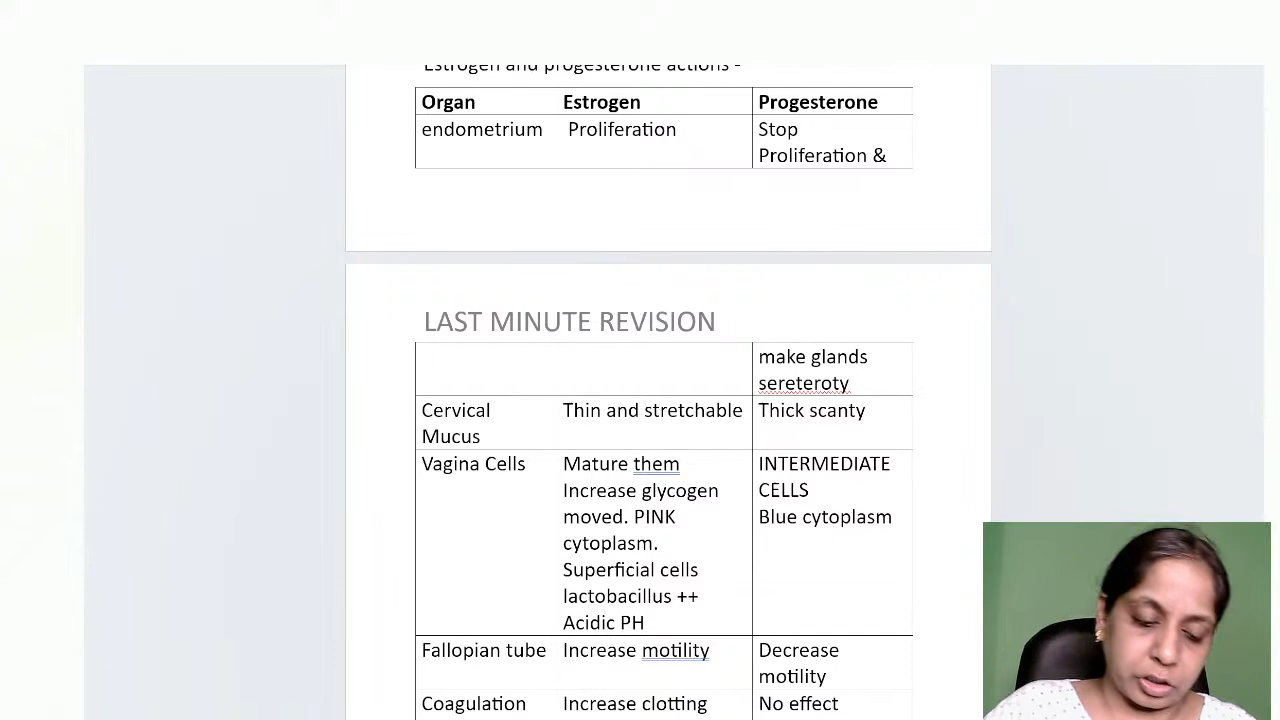 Estrogen and progesterone actions -
Organ Estrogen Progesterone
endometrium Proliferation Stop
Proliferation &
LAST MINUTE REVISION
make glands
sereteroty
Cervical Thin and stretchable Thick scanty
Mucus
Vagina Cells Mature them INTERMEDIATE
Increase glycogen CELLS
moved. PINK Blue cytoplasm
cytoplasm.
Superficial cells
lactobacillus ++
Acidic PH
Fallopian tube Increase motility Decrease
motility
Coagulation Increase clotting No effect